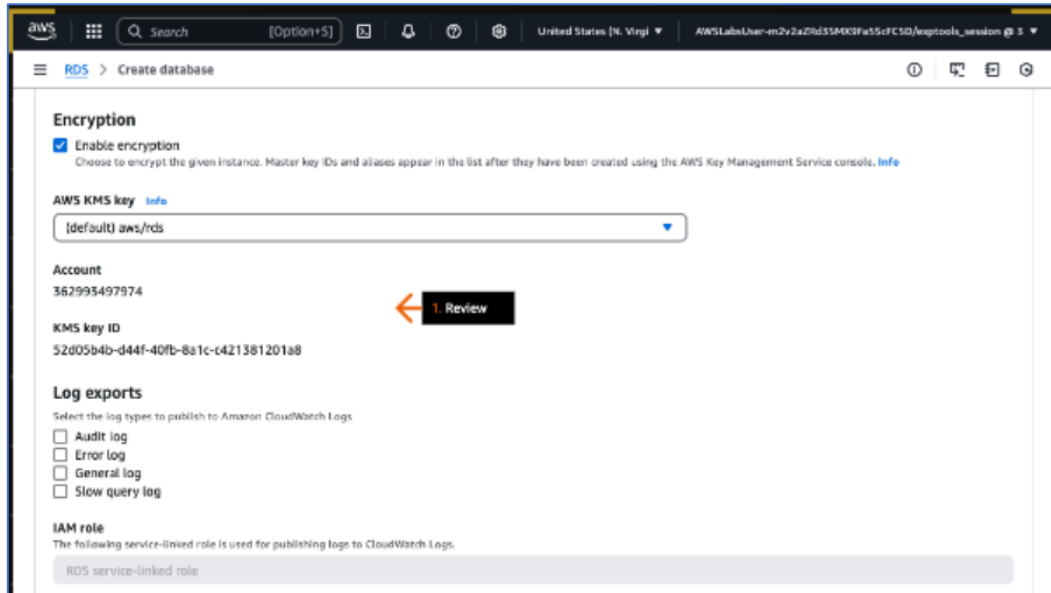 aws
Search [Option+S] United States (N. Virgi AWSLabsUser-m2v2aZRd35MX9Fa5ScFC5D/exptools_session @ 3
RDS > Create database
Encryption
Enable encryption
Choose to encrypt the given instance. Master key IDs and aliases appear in the list after they have been created using the AWS Key Management Service console. Info
AWS KMS key Info
(default) aws/rds
Account
362993497974
1. Review
KMS key ID
52d05b4b-d44f-40fb-8a1c-c421381201a8
Log exports
Select the log types to publish to Amazon CloudWatch Logs
Audit log
Error log
General log
Slow query log
IAM role
The following service-linked role is used for publishing logs to CloudWatch Logs.
RDS service-linked role